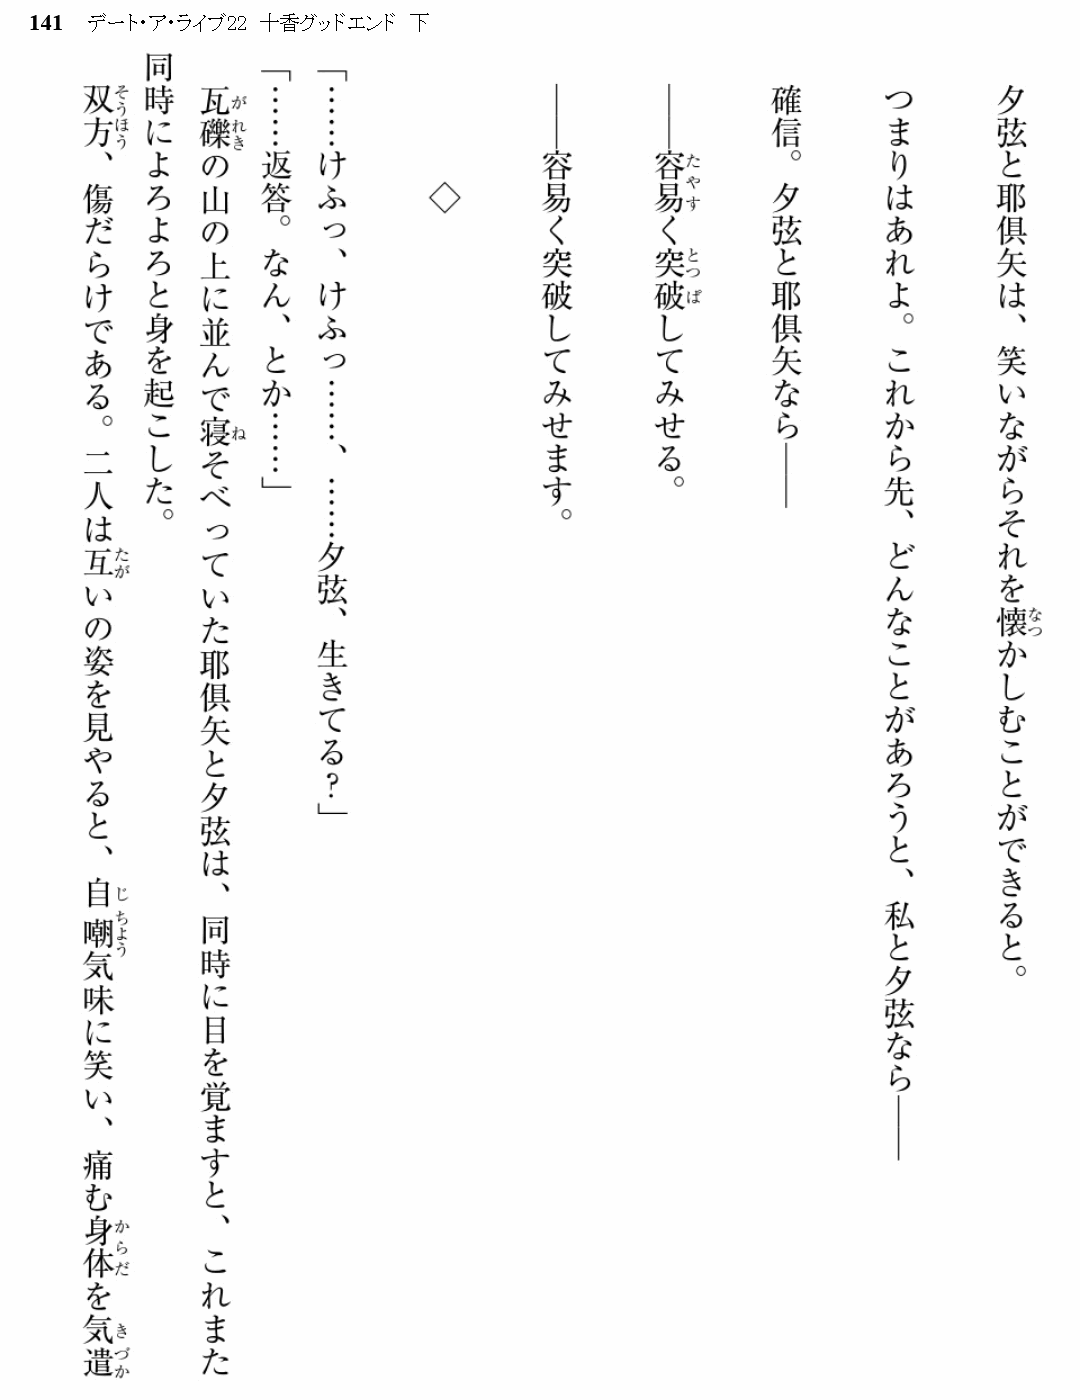 141 デート・ア・ライブ22 十香グッドエンド 下
夕弦と耶倶矢は、笑いながらそれを懐かしむことができると。
つまりはあれよ。これから先、どんなことがあろうと、私と夕弦なら――
確信。夕弦と耶倶矢なら――
――容易く突破してみせる。
――容易く突破してみせます。
◇
「……けふっ、けふっ……、……夕弦、生きてる?」
「……返答。なん、とか……」
瓦礫の山の上に並んで寝そべっていた耶倶矢と夕弦は、同時に目を覚ますと、これまた
同時によろよろと身を起こした。
双方、傷だらけである。二人は互いの姿を見やると、自嘲気味に笑い、痛む身体を気遣